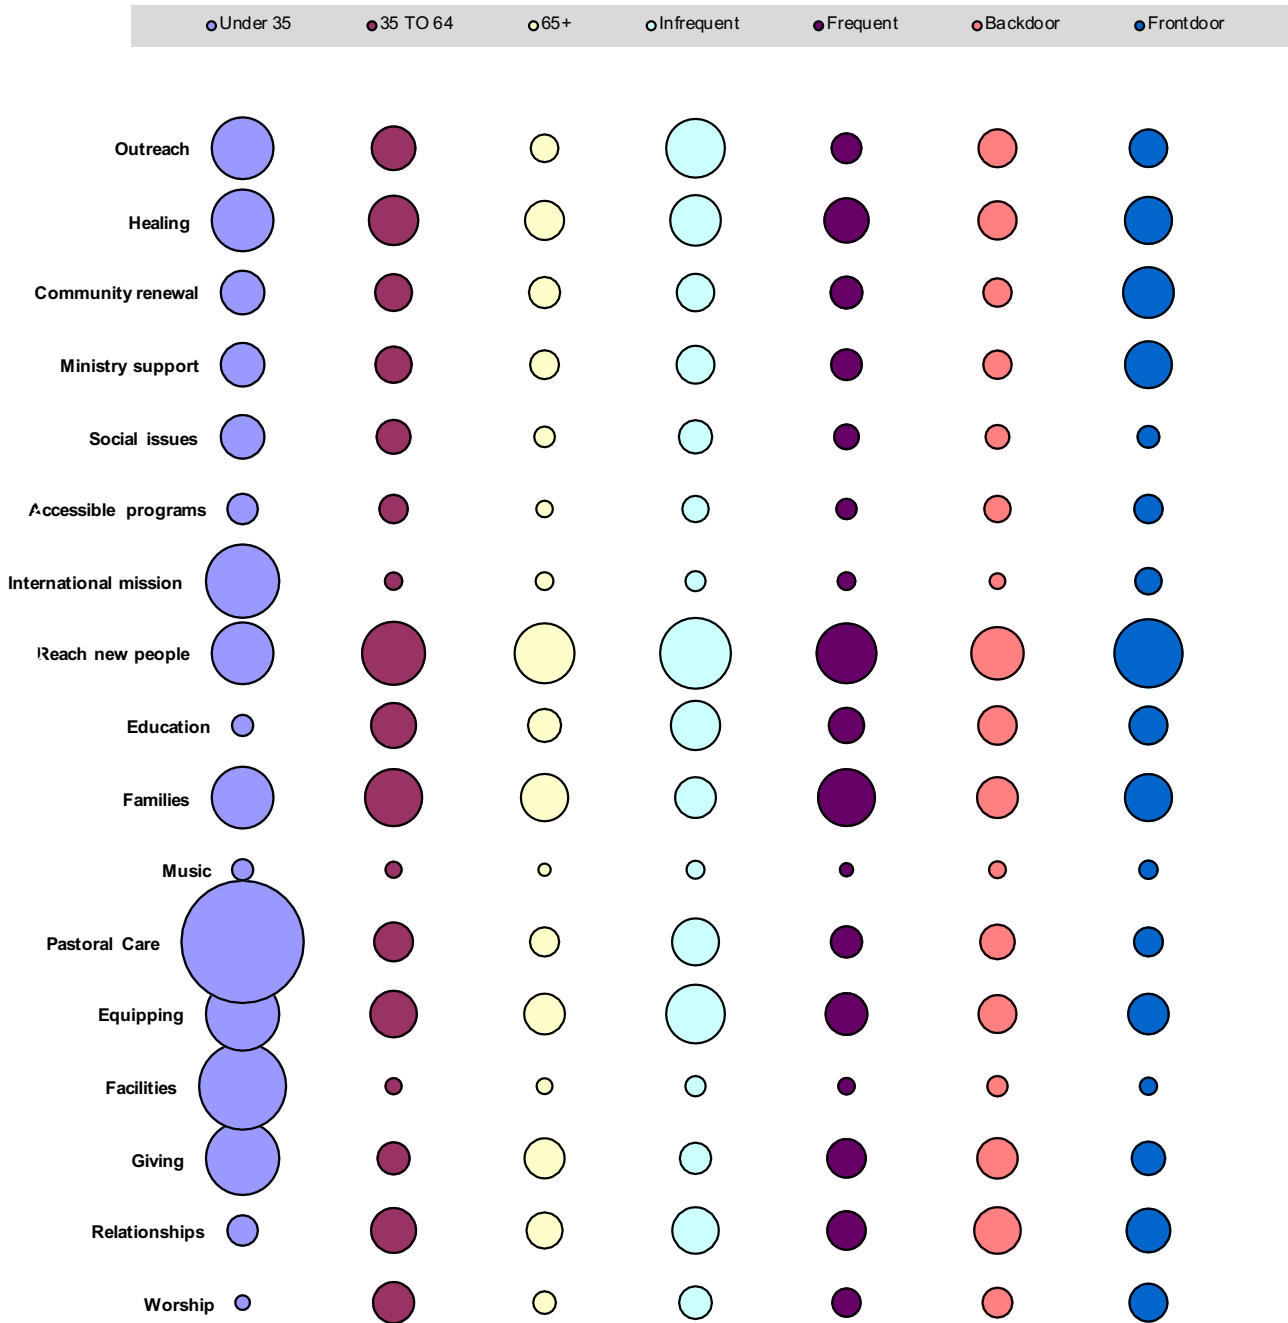 Under 35 35 TO 64 65+ Infrequent Frequent Backdoor Frontdoor
Outreach
Healing
Community renewal
Ministry support
Social issues
Accessible programs
International mission
Reach new people
Education
Families
Music
Pastoral Care
Equipping
Facilities
Giving
Relationships
Worship